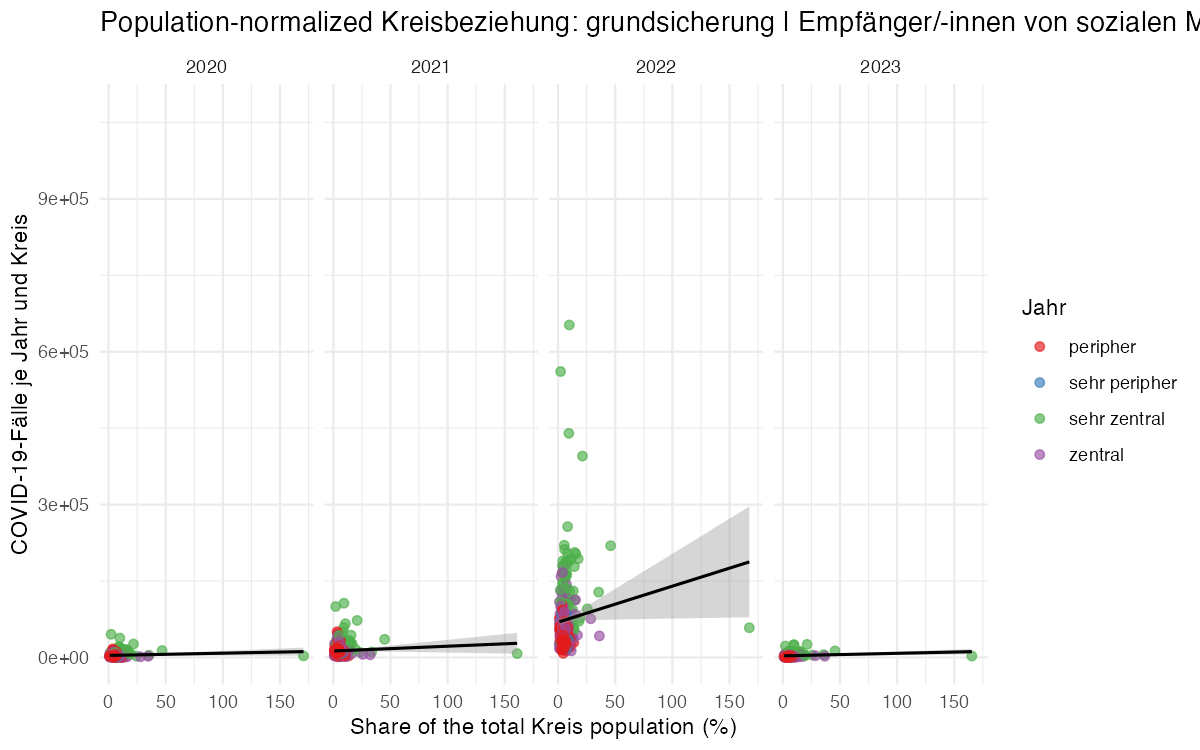 Population-normalized Kreisbeziehung: grundsicherung | Empfänger/-innen von sozialen M
2020 2021 2022 2023
COVID-19-Fälle je Jahr und Kreis
9e+05
6e+05
3e+05
0e+00
0 50 100 150 0 50 100 150 0 50 100 150 0 50 100 150
Share of the total Kreis population (%)
Jahr
peripher
sehr peripher
sehr zentral
zentral